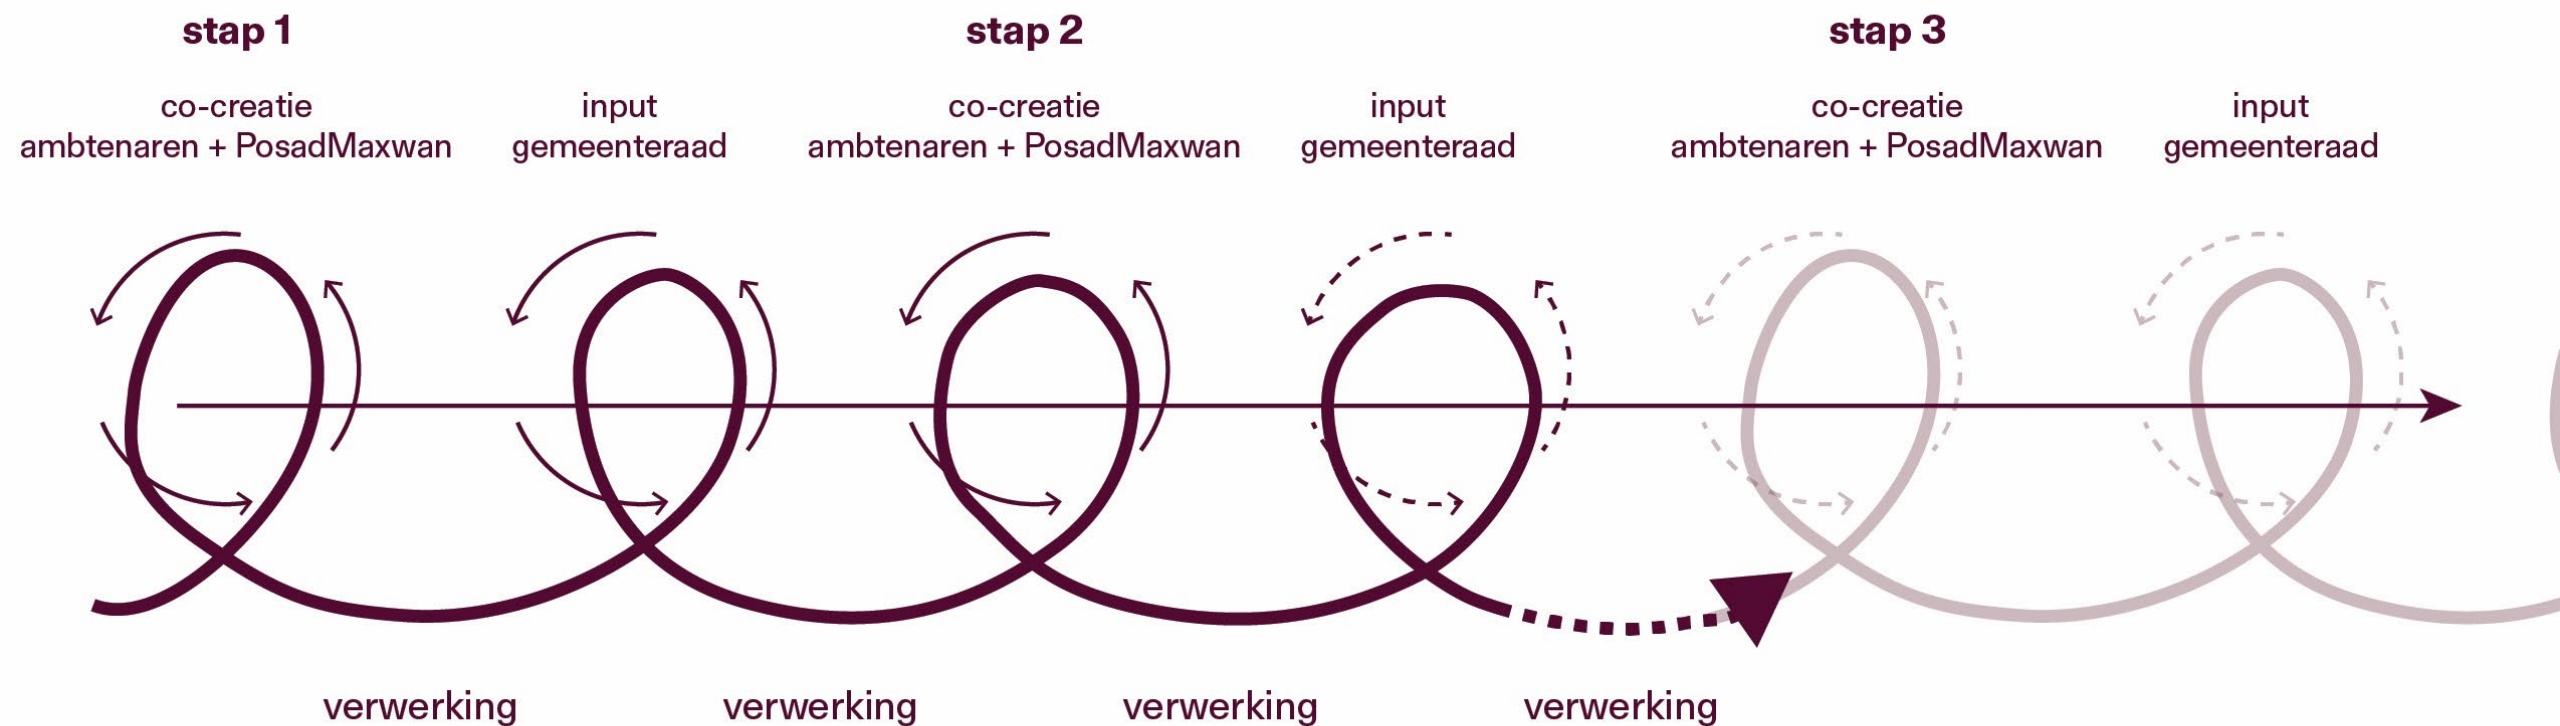 stap 1
stap 2
stap 3
co-creatie
ambtenaren + PosadMaxwan
input
gemeenteraad
co-creatie
ambtenaren + PosadMaxwan
input
gemeenteraad
co-creatie
ambtenaren + PosadMaxwan
input
gemeenteraad
verwerking
verwerking
verwerking
verwerking